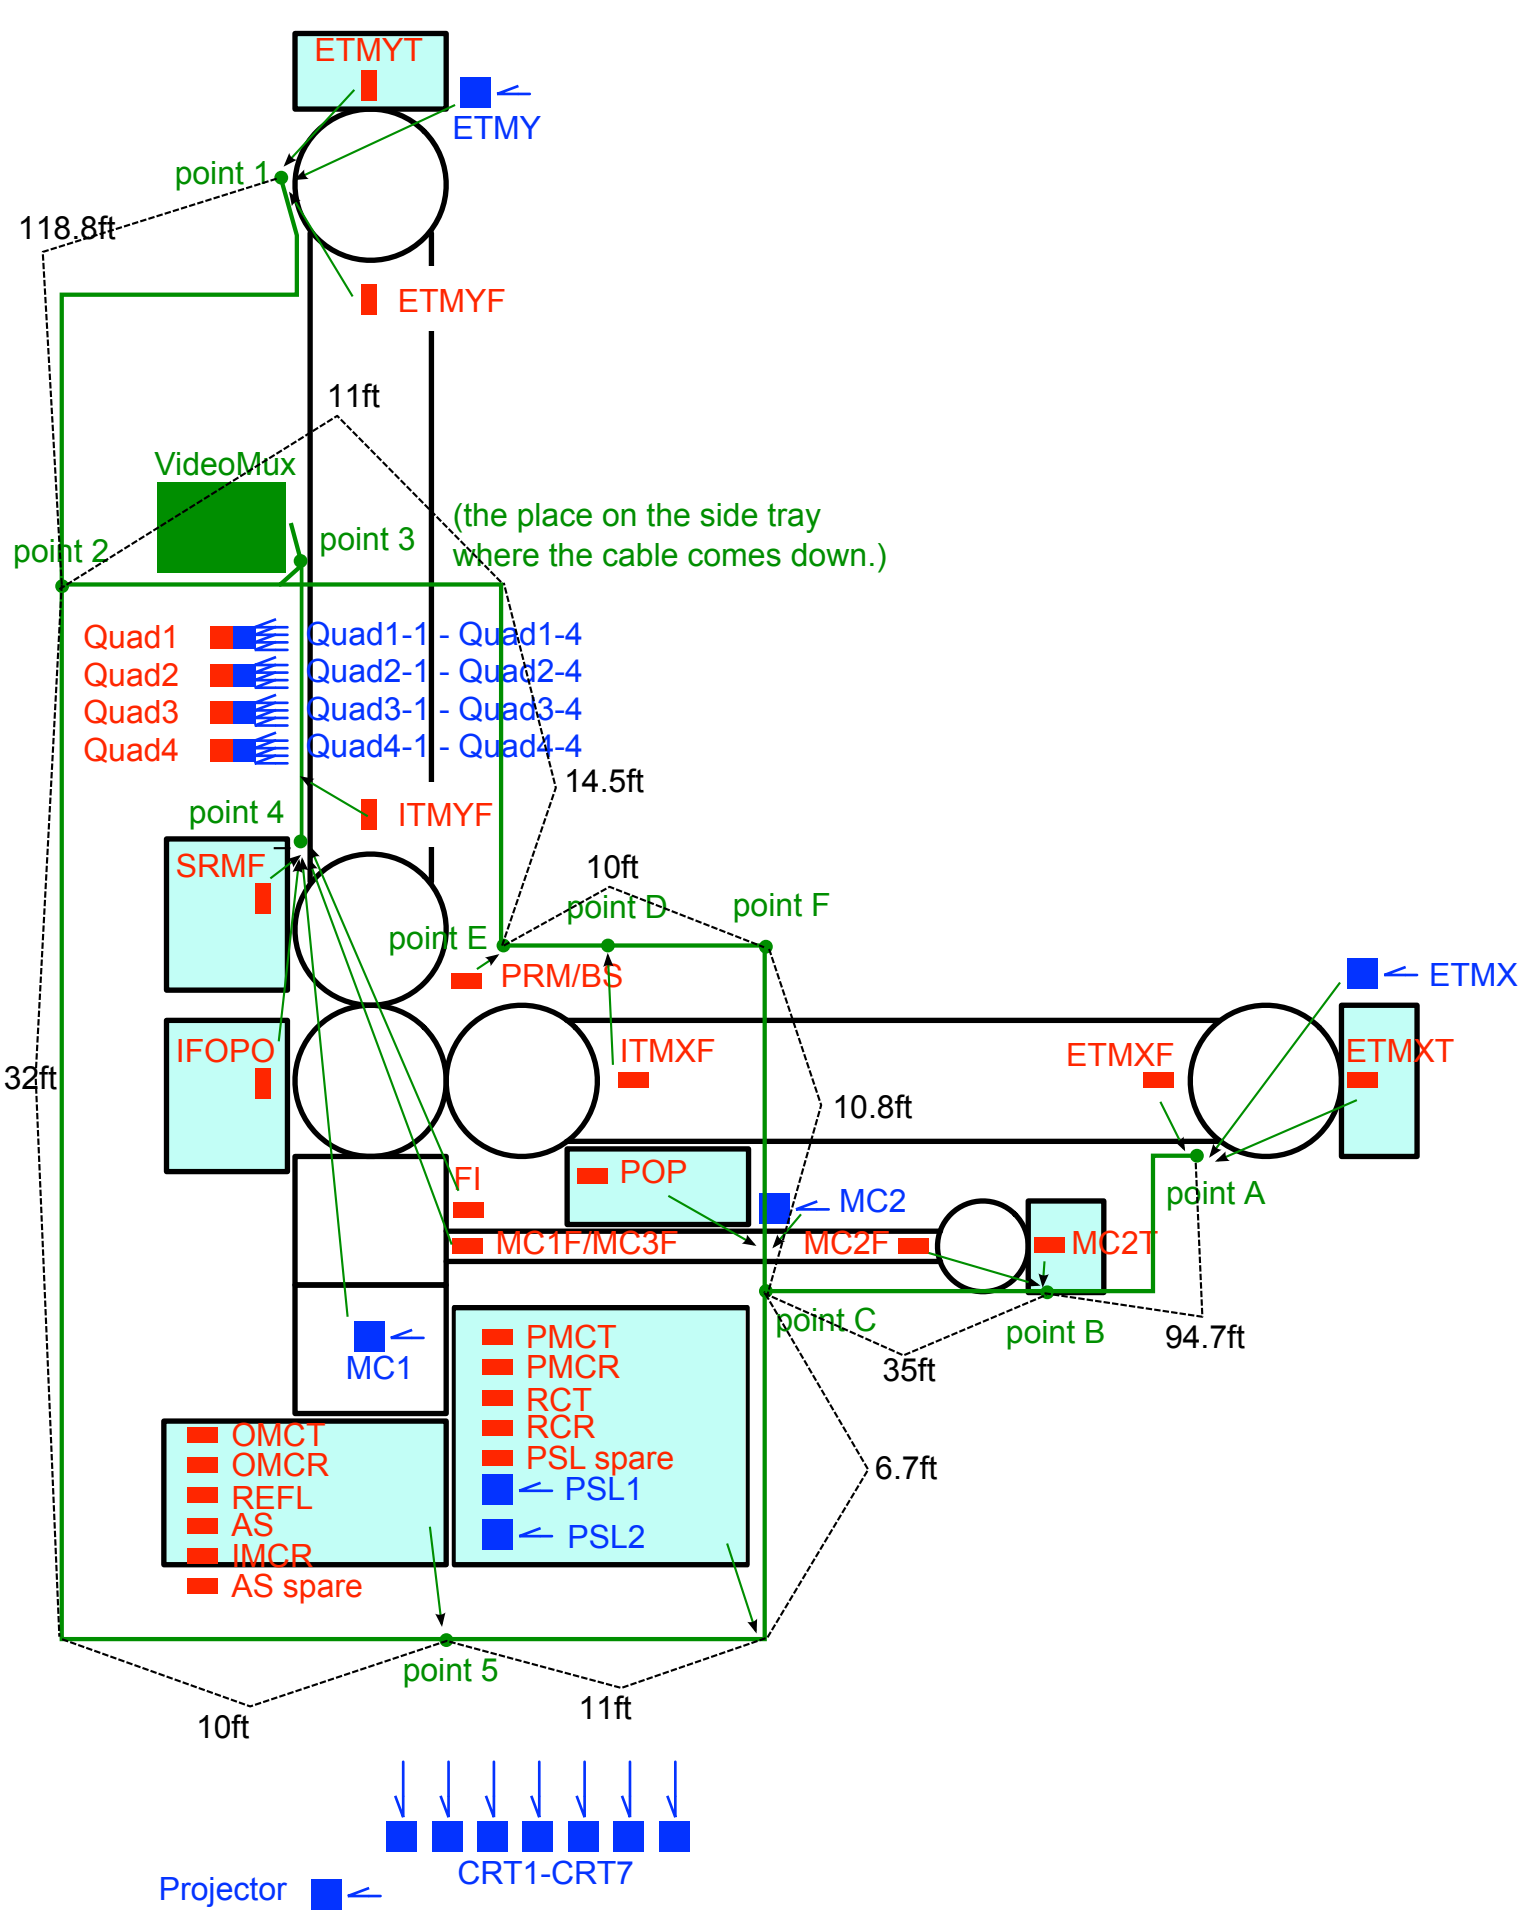 ETMYT
ETMY
point 1
118.8ft
ETMYF
11ft
VideoMux
point 3
(the place on the side tray
where the cable comes down.)
point 2
Quad1
Quad1-1 - Quad1-4
Quad2
Quad2-1 - Quad2-4
Quad3
Quad3-1 - Quad3-4
Quad4
Quad4-1 - Quad4-4
14.5ft
point 4
ITMYF
SRMF
10ft
point D
point F
point E
PRM/BS
ETMX
IFOPO
ITMXF
ETMXF
ETMXT
32ft
10.8ft
FI
POP
MC2
point A
MC1F/MC3F
MC2F
MC2T
point C
point B
94.7ft
35ft
MC1
PMCT
PMCR
RCT
RCR
PSL spare
PSL1
PSL2
6.7ft
OMCT
OMCR
REFL
AS
IMCR
AS spare
point 5
10ft
11ft
CRT1-CRT7
Projector